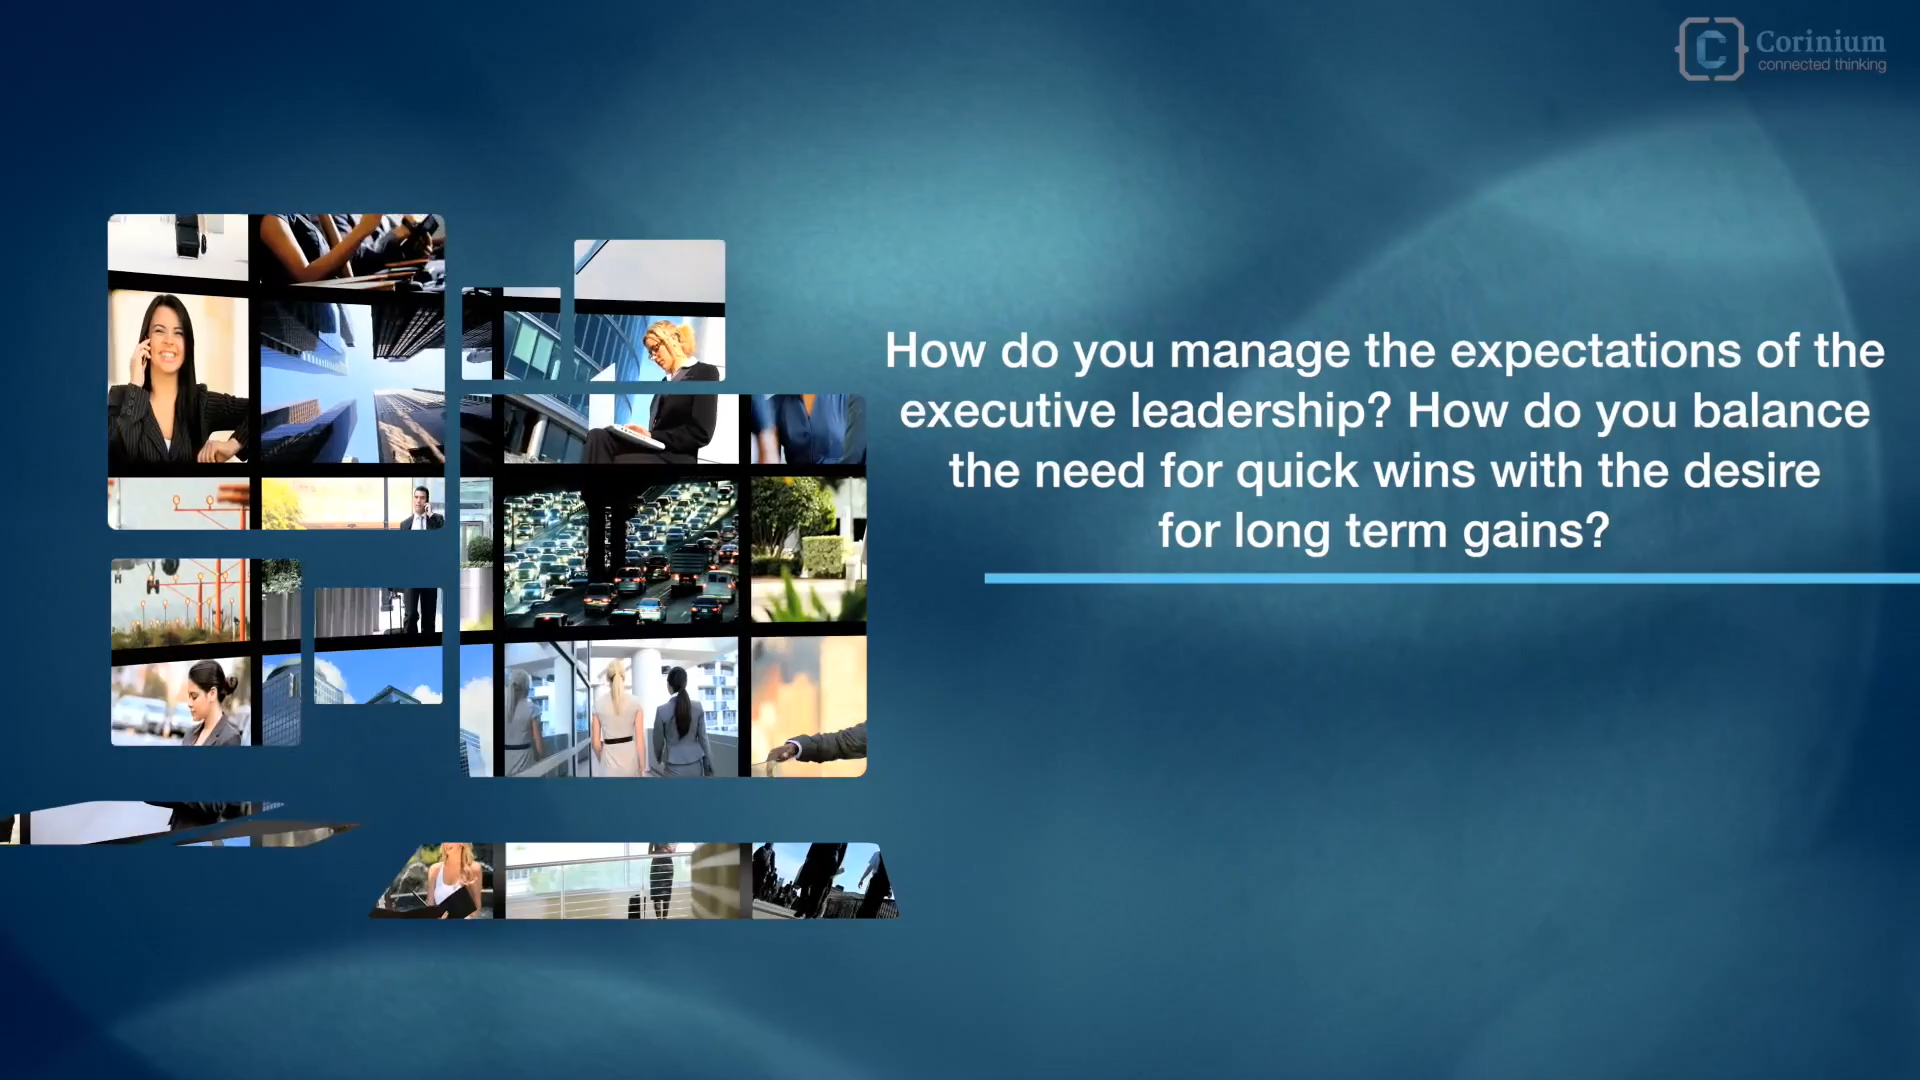 Corinium
connected thinking
How do you manage the expectations of the
executive leadership? How do you balance
the need for quick wins with the desire
for long term gains?